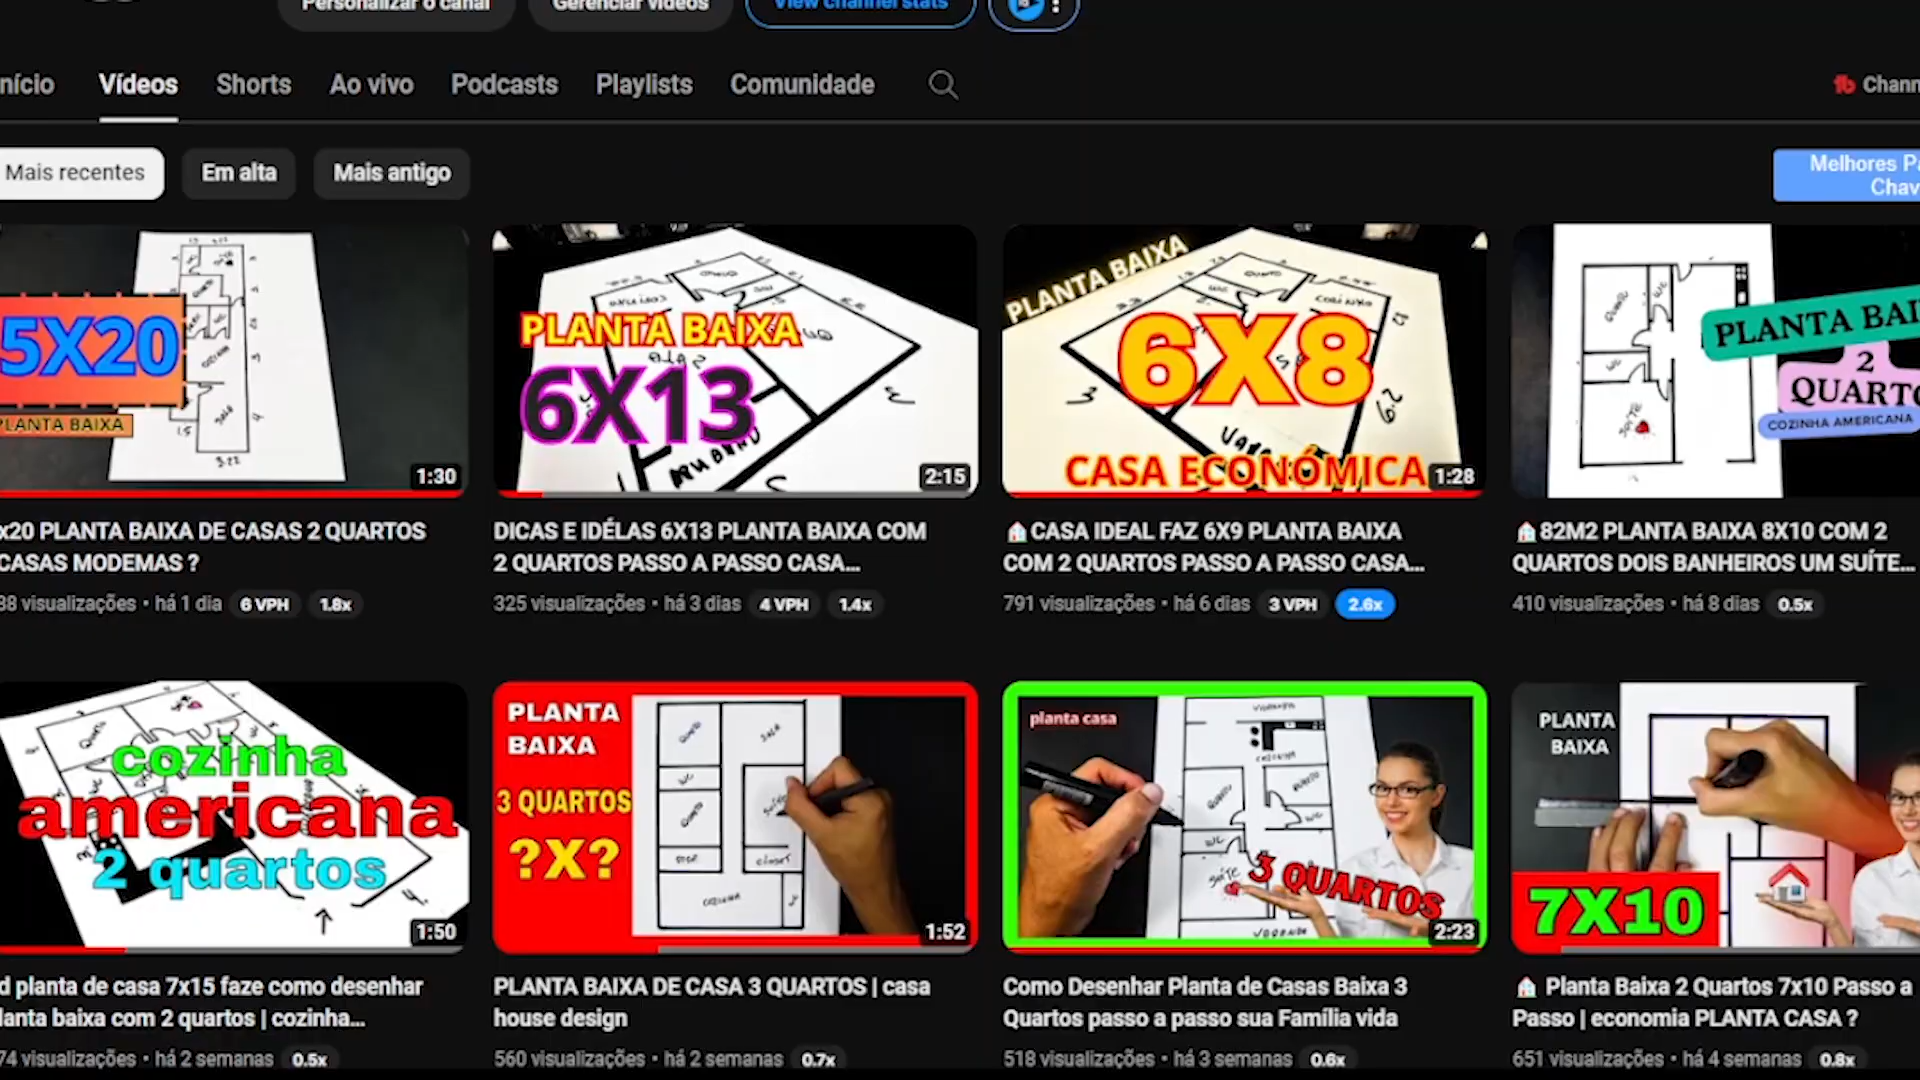 Personalizar o canal
Gerenciar vídeos
View channel stats
nício
Vídeos
Shorts
Ao vivo
Podcasts
Playlists
Comunidade
Chann
Mais recentes
Em alta
Mais antigo
Melhores Pa
Chav
5X20
PLANTA BAIXA
1.5
3.22
1:30
PLANTA BAIXA
6X13
2:15
PLANTA BAIXA
6X8
CASA ECONÓMICA
1:28
PLANTA BAI
2
QUARTO
COZINHA AMERICANA
x20 PLANTA BAIXA DE CASAS 2 QUARTOS
CASAS MODEMAS ?
38 visualizações • há 1 dia
6 VPH
1.8x
DICAS E IDÉLAS 6X13 PLANTA BAIXA COM
2 QUARTOS PASSO A PASSO CASA...
325 visualizações • há 3 dias
4 VPH
1.4x
CASA IDEAL FAZ 6X9 PLANTA BAIXA
COM 2 QUARTOS PASSO A PASSO CASA...
791 visualizações • há 6 dias
3 VPH
2.6x
82M2 PLANTA BAIXA 8X10 COM 2
QUARTOS DOIS BANHEIROS UM SUÍTE...
410 visualizações • há 8 dias
0.5x
cozinha
americana
2 quartos
1:50
PLANTA
BAIXA
3 QUARTOS
?X?
COZINHA
1:52
planta casa
3 QUARTOS
2:23
PLANTA
BAIXA
7X10
d planta de casa 7x15 faze como desenhar
lanta baixa com 2 quartos | cozinha...
74 visualizações • há 2 semanas
0.5x
PLANTA BAIXA DE CASA 3 QUARTOS | casa
house design
560 visualizações • há 2 semanas
0.7x
Como Desenhar Planta de Casas Baixa 3
Quartos passo a passo sua Família vida
518 visualizações • há 3 semanas
0.6x
Planta Baixa 2 Quartos 7x10 Passo a
Passo | economia PLANTA CASA ?
651 visualizações • há 4 semanas
0.8x